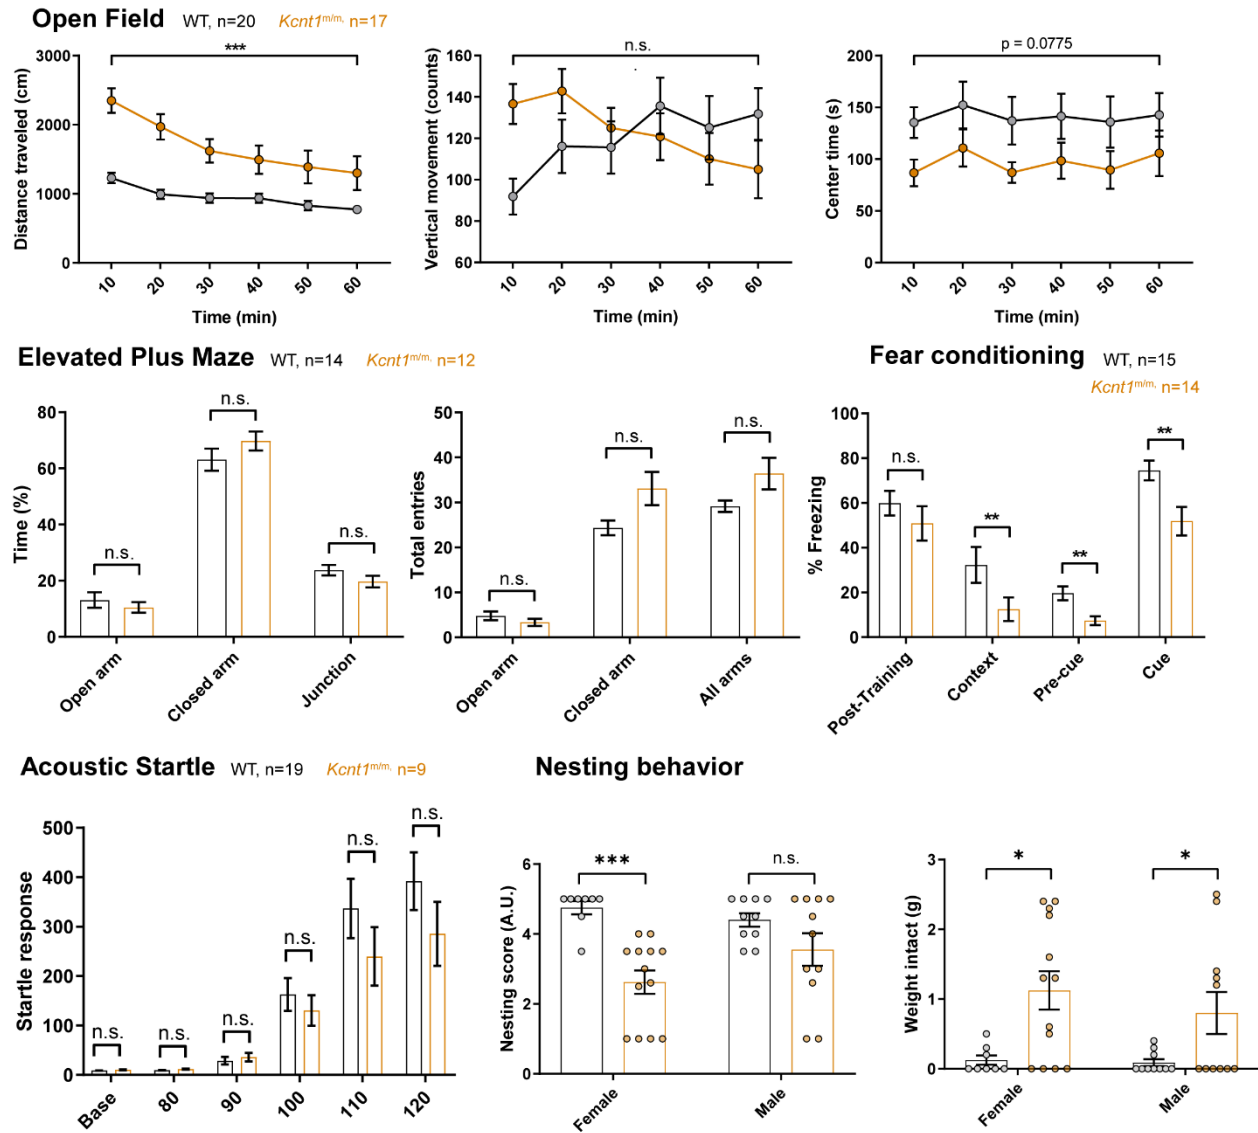 Open Field WT, n=20 Kcnt1m/m, n=17
Distance traveled (cm)
3000
2000
1000
0
***
10 20 30 40 50 60
Time (min)
Vertical movement (counts)
160
140
120
100
80
60
n.s.
10 20 30 40 50 60
Time (min)
Center time (s)
200
150
100
50
0
p = 0.0775
10 20 30 40 50 60
Time (min)
Elevated Plus Maze WT, n=14 Kcnt1m/m, n=12
Time (%)
80
60
40
20
0
n.s. n.s. n.s.
Open arm Closed arm Junction
Total entries
50
40
30
20
10
0
n.s. n.s. n.s.
Open arm Closed arm All arms
Fear conditioning WT, n=15
Kcnt1m/m, n=14
% Freezing
100
80
60
40
20
0
n.s. ** ** **
Post-Training Context Pre-cue Cue
Acoustic Startle WT, n=19 Kcnt1m/m, n=9
Startle response
500
400
300
200
100
0
n.s. n.s. n.s. n.s. n.s. n.s.
Base 80 90 100 110 120
Nesting behavior
Nesting score (A.U.)
6
4
2
0
*** n.s.
Female Male
Weight intact (g)
3
2
1
0
* *
Female Male